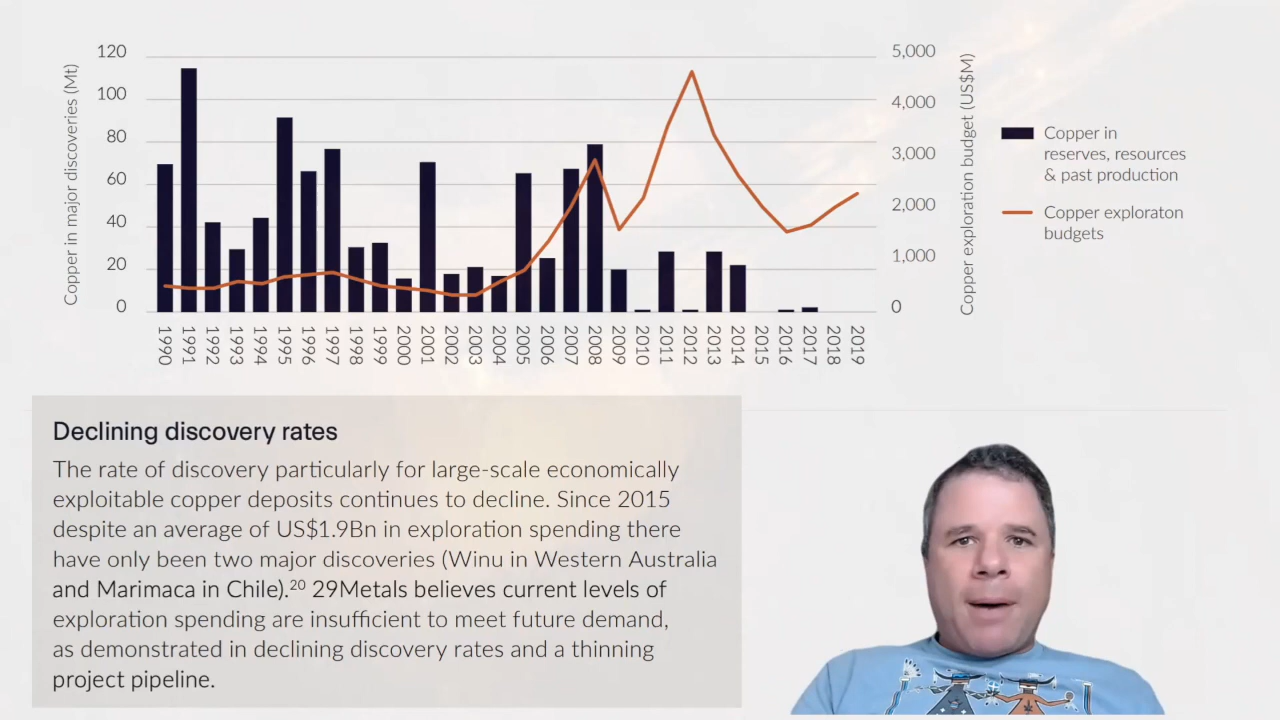 Copper in major discoveries (Mt)
120
100
80
60
40
20
0
5,000
4,000
3,000
2,000
1,000
0
Copper exploration budget (US$M)
1990 1991 1992 1993 1994 1995 1996 1997 1998 1999 2000 2001 2002 2003 2004 2005 2006 2007 2008 2009 2010 2011 2012 2013 2014 2015 2016 2017 2018 2019
Copper in
reserves, resources
& past production
Copper exploraton
budgets
Declining discovery rates
The rate of discovery particularly for large-scale economically
exploitable copper deposits continues to decline. Since 2015
despite an average of US$1.9Bn in exploration spending there
have only been two major discoveries (Winu in Western Australia
and Marimaca in Chile).²⁰ 29Metals believes current levels of
exploration spending are insufficient to meet future demand,
as demonstrated in declining discovery rates and a thinning
project pipeline.